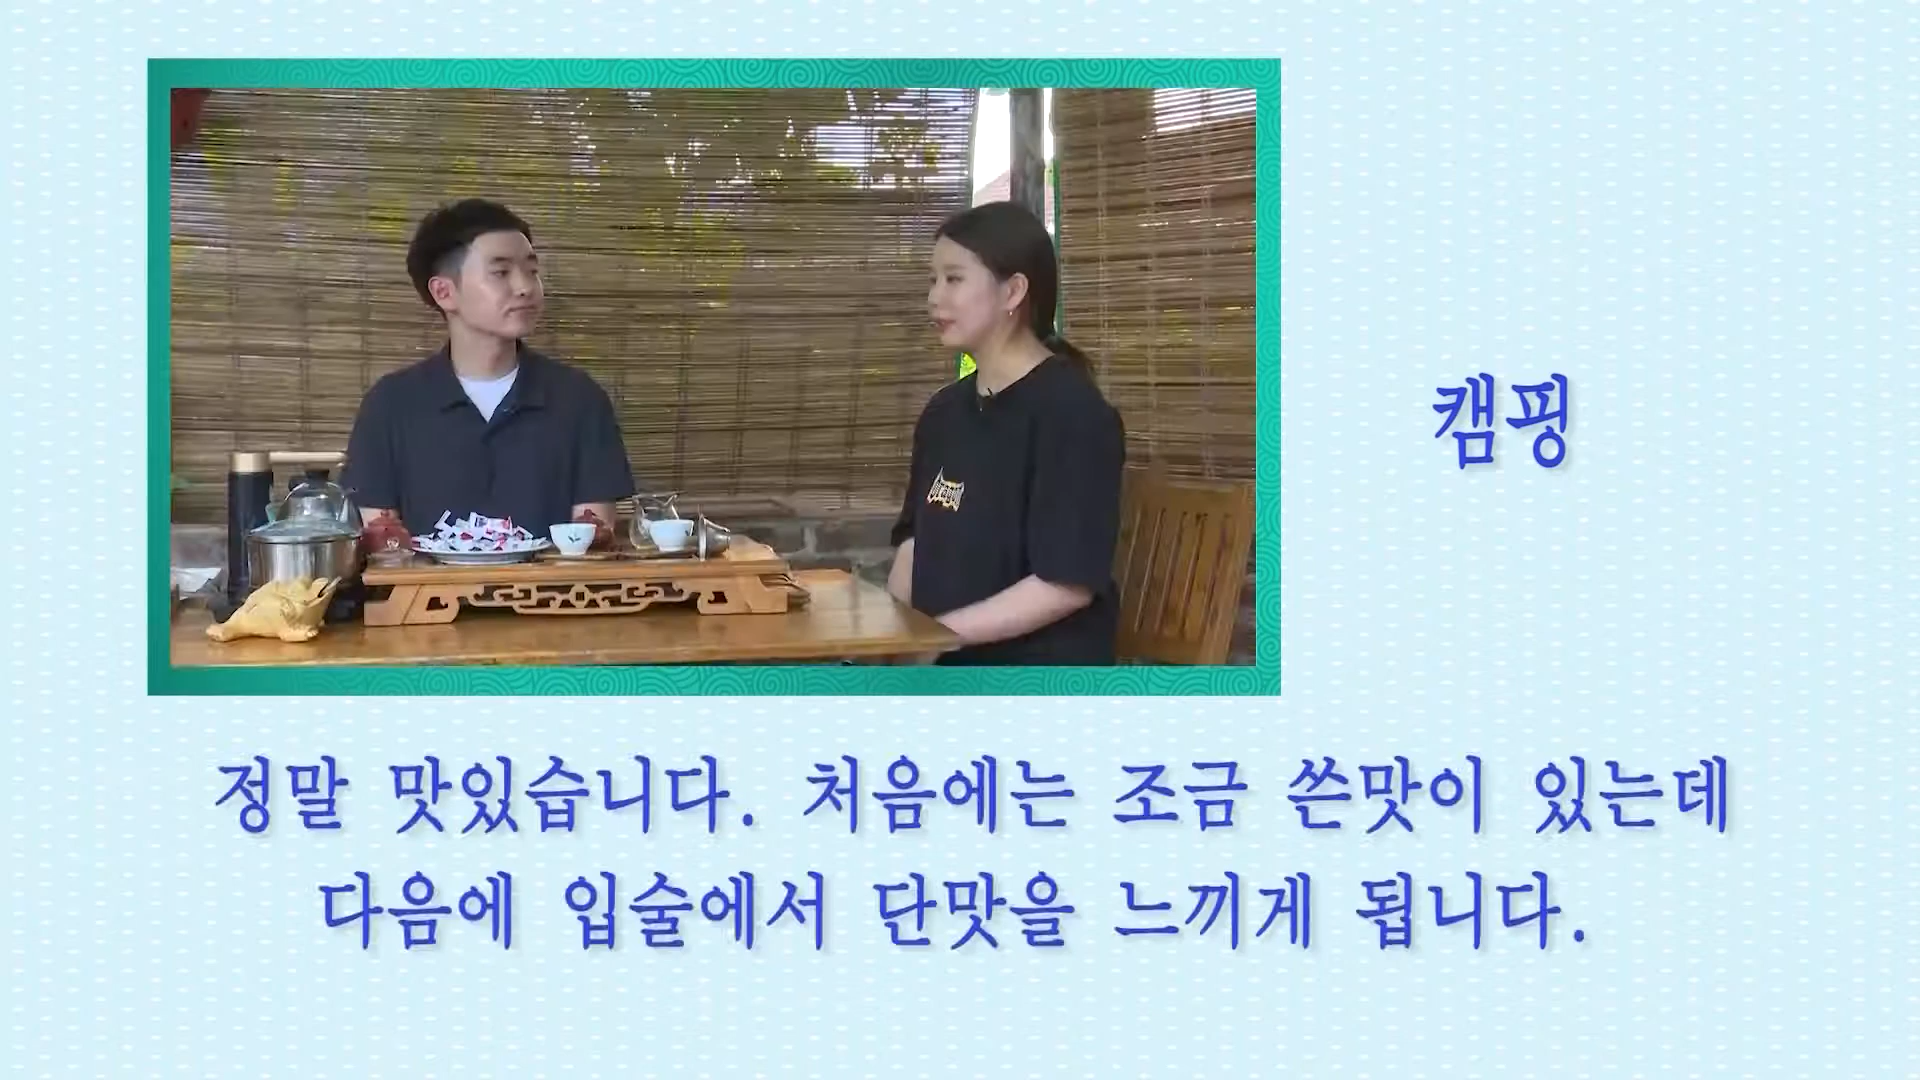 캠핑
정말 맛있습니다. 처음에는 조금 쓴맛이 있는데
다음에 입술에서 단맛을 느끼게 됩니다.